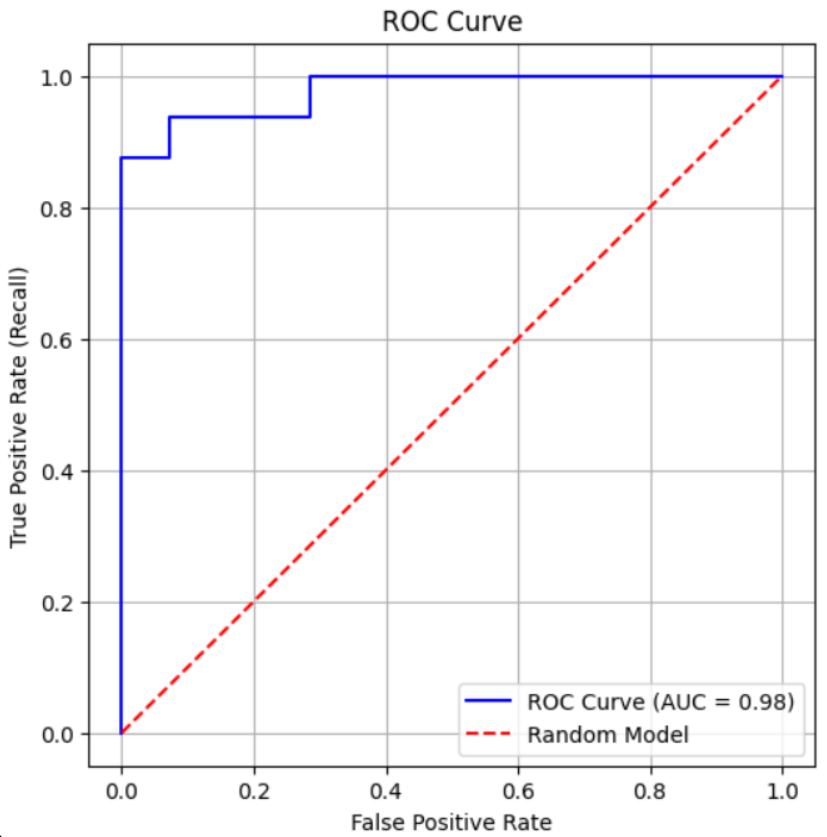 ROC Curve
True Positive Rate (Recall)
1.0
0.8
0.6
0.4
0.2
0.0
ROC Curve (AUC = 0.98)
Random Model
0.0 0.2 0.4 0.6 0.8 1.0
False Positive Rate